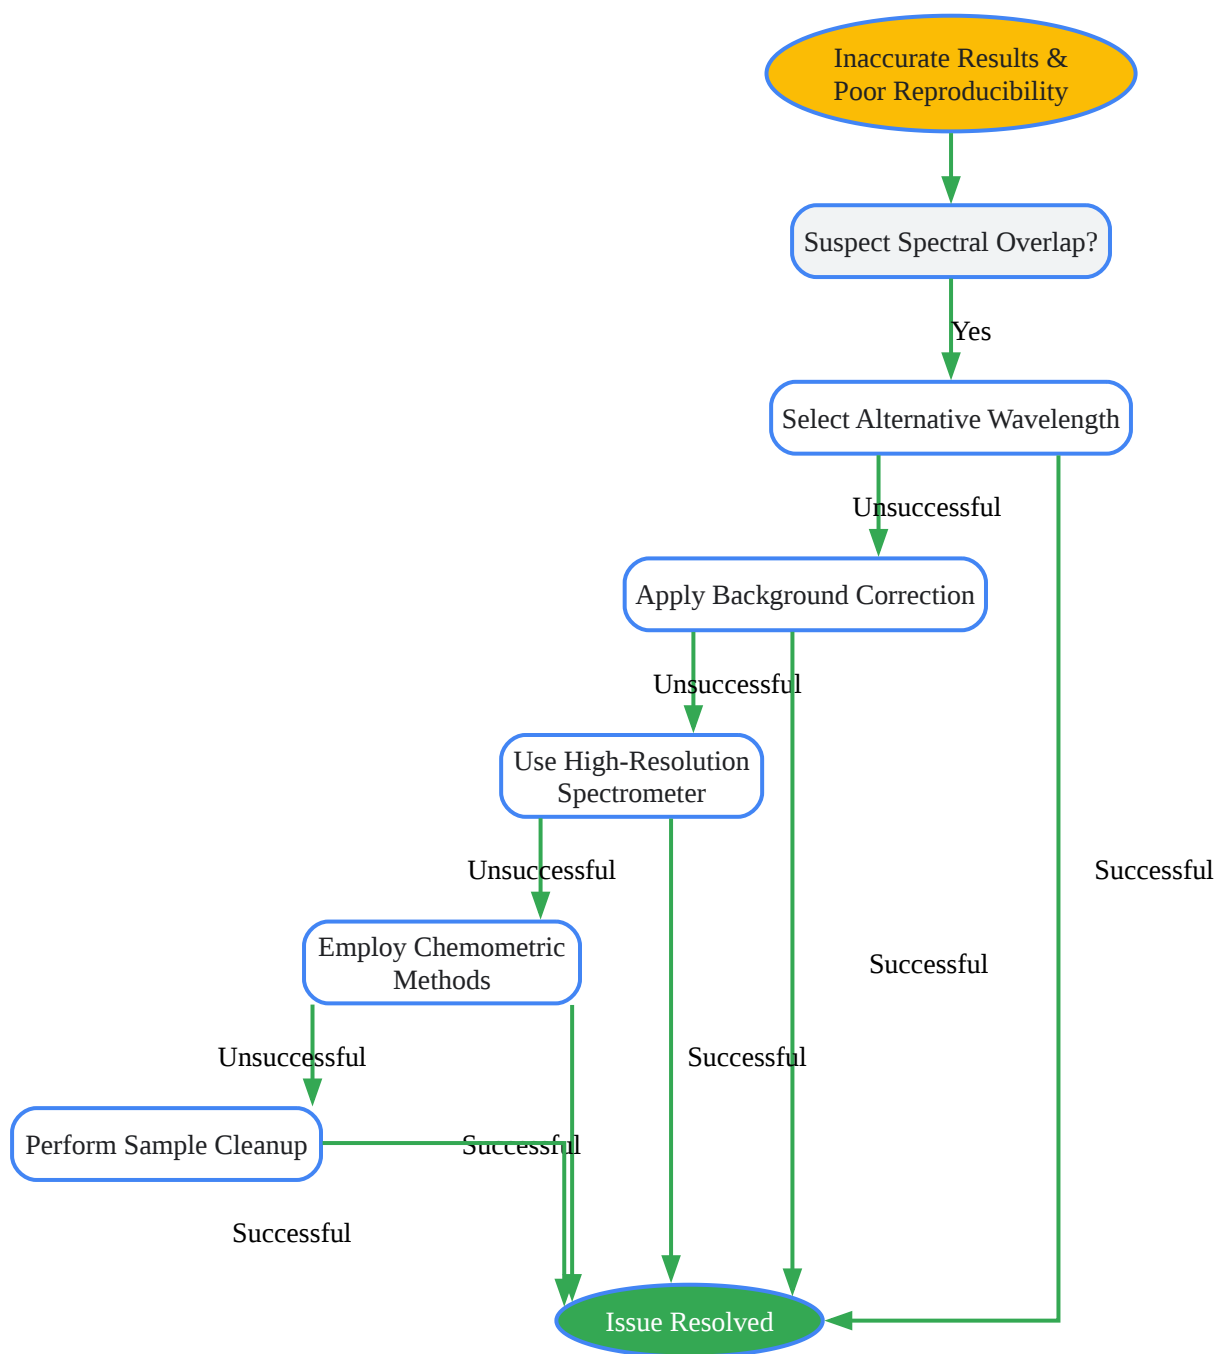 Inaccurate Results &
Poor Reproducibility
Suspect Spectral Overlap?
Yes
Select Alternative Wavelength
Unsuccessful
Apply Background Correction
Unsuccessful
Use High-Resolution
Spectrometer
Unsuccessful
Successful
Employ Chemometric
Methods
Successful
Unsuccessful
Successful
Perform Sample Cleanup
Successful
Successful
Issue Resolved